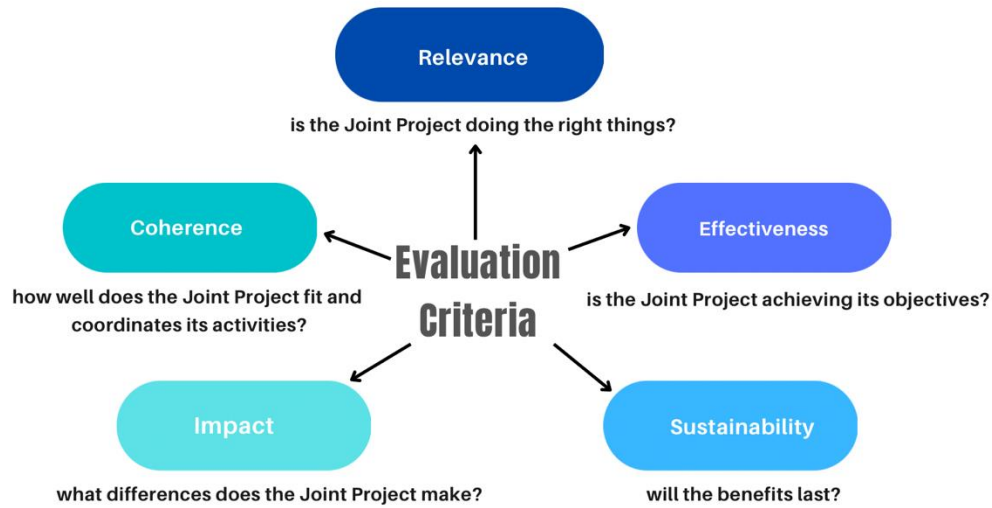 Relevance
is the Joint Project doing the right things?
Coherence
how well does the Joint Project fit and
coordinates its activities?
Evaluation
Criteria
Effectiveness
is the Joint Project achieving its objectives?
Impact
what differences does the Joint Project make?
Sustainability
will the benefits last?